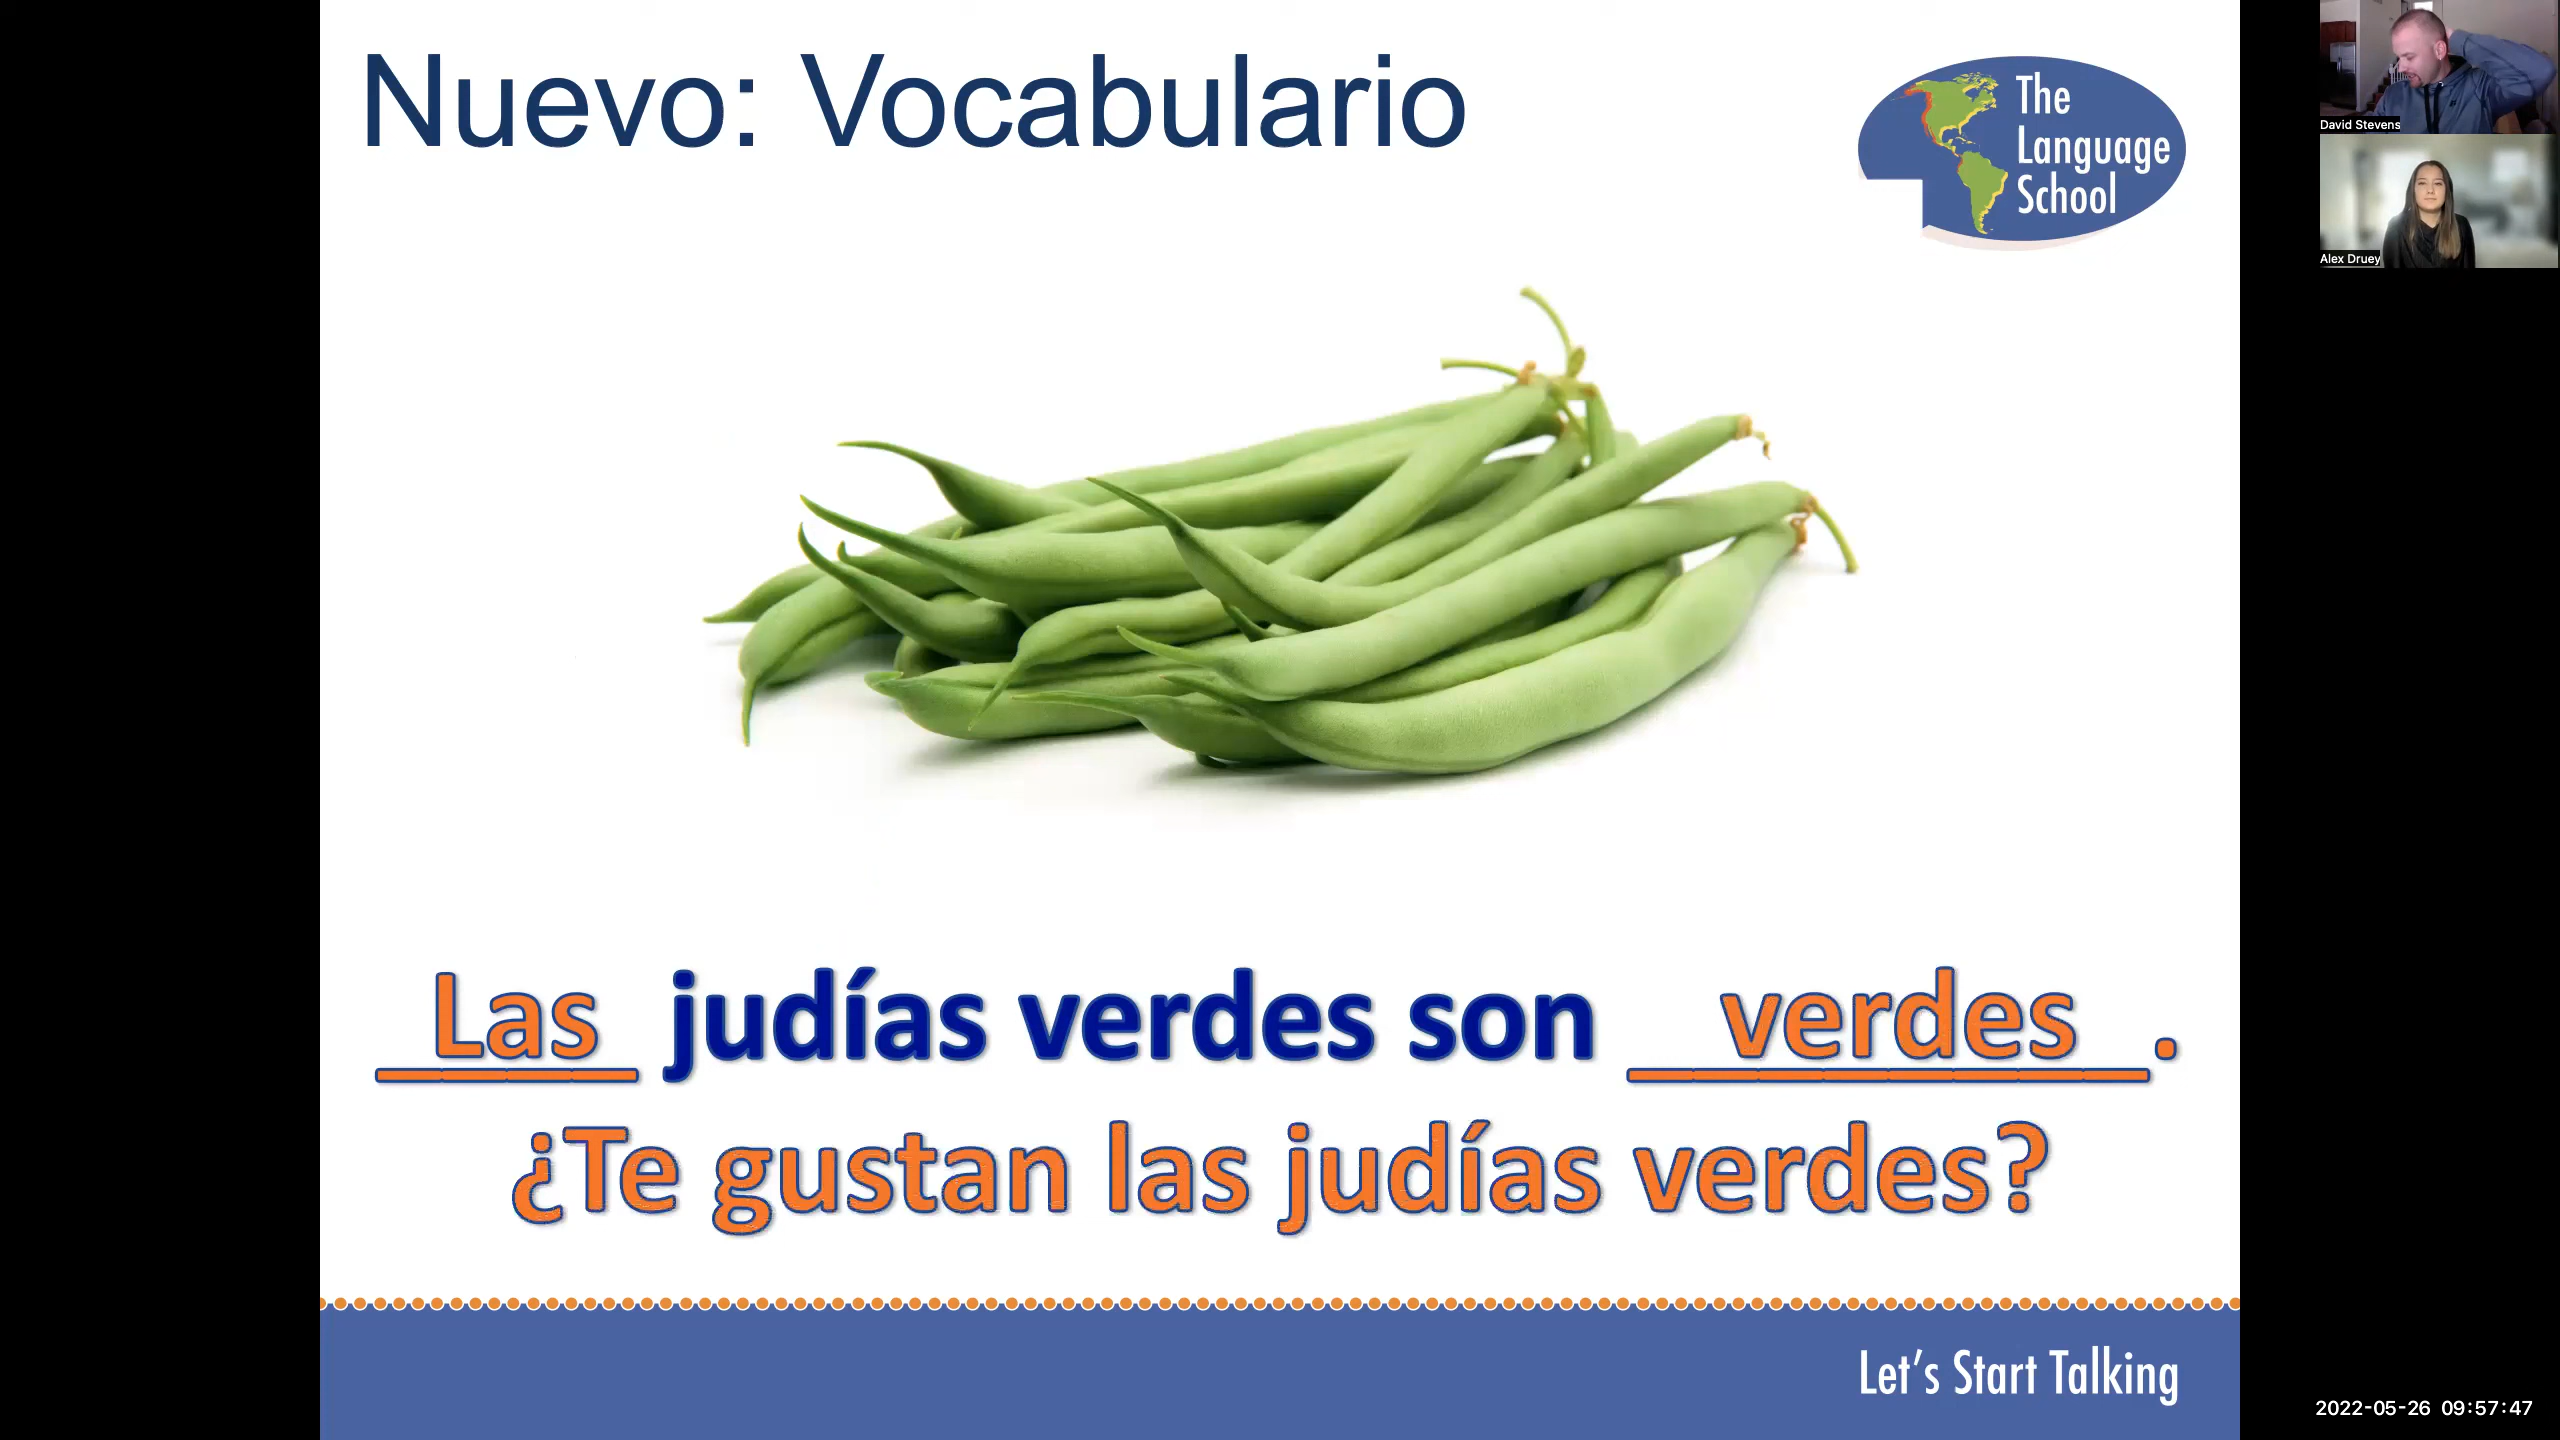 Nuevo: Vocabulario
The
Language
School
David Stevens
Alex Druey
Las judías verdes son verdes.
¿Te gustan las judías verdes?
Let's Start Talking
2022-05-26 09:57:47